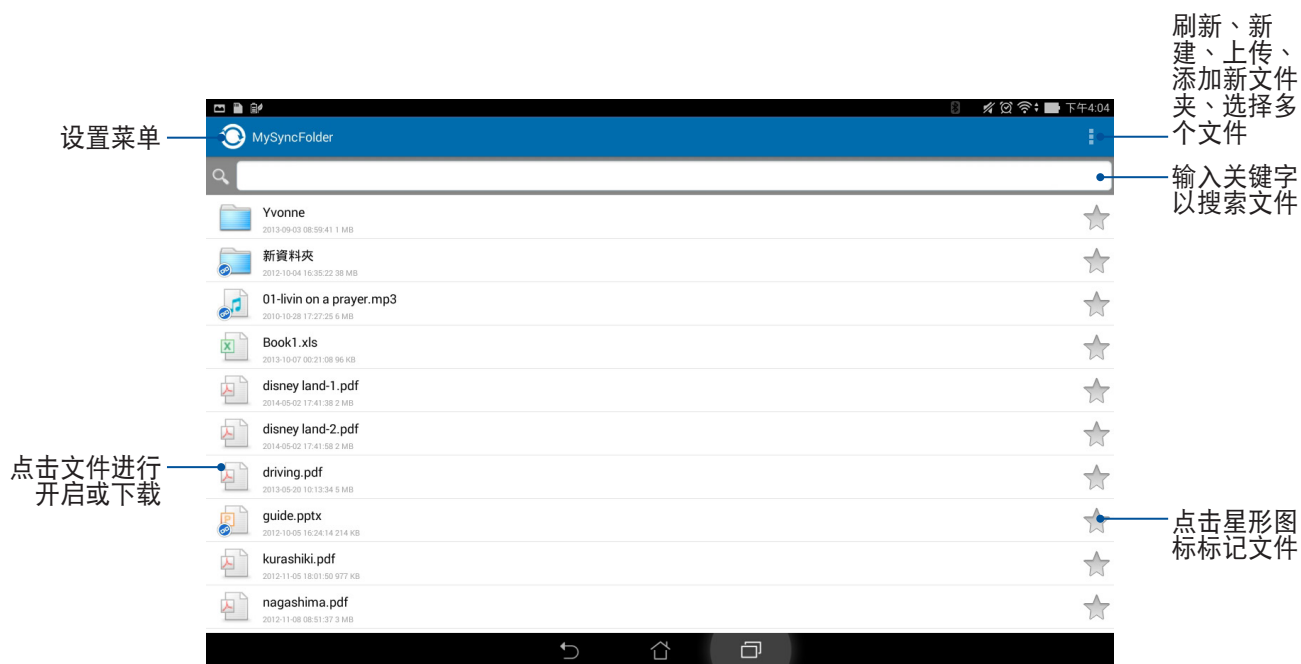 刷新、新
建、上传、
添加新文件
夹、选择多
个文件
下午4:04
设置菜单
MySyncFolder
输入关键字
以搜索文件
Yvonne
2013-09-03 08:59:41 1 MB
新資料夾
2012-10-04 16:35:22 38 MB
01-livin on a prayer.mp3
2010-10-28 17:27:25 6 MB
Book1.xls
2013-10-07 00:21:08 96 KB
disney land-1.pdf
2014-05-02 17:41:38 2 MB
disney land-2.pdf
2014-05-02 17:41:58 2 MB
点击文件进行
开启或下载
driving.pdf
2013-05-20 10:13:34 5 MB
guide.pptx
2012-10-05 16:24:14 214 KB
点击星形图
标标记文件
kurashiki.pdf
2012-11-05 18:01:50 977 KB
nagashima.pdf
2012-11-08 08:51:37 3 MB